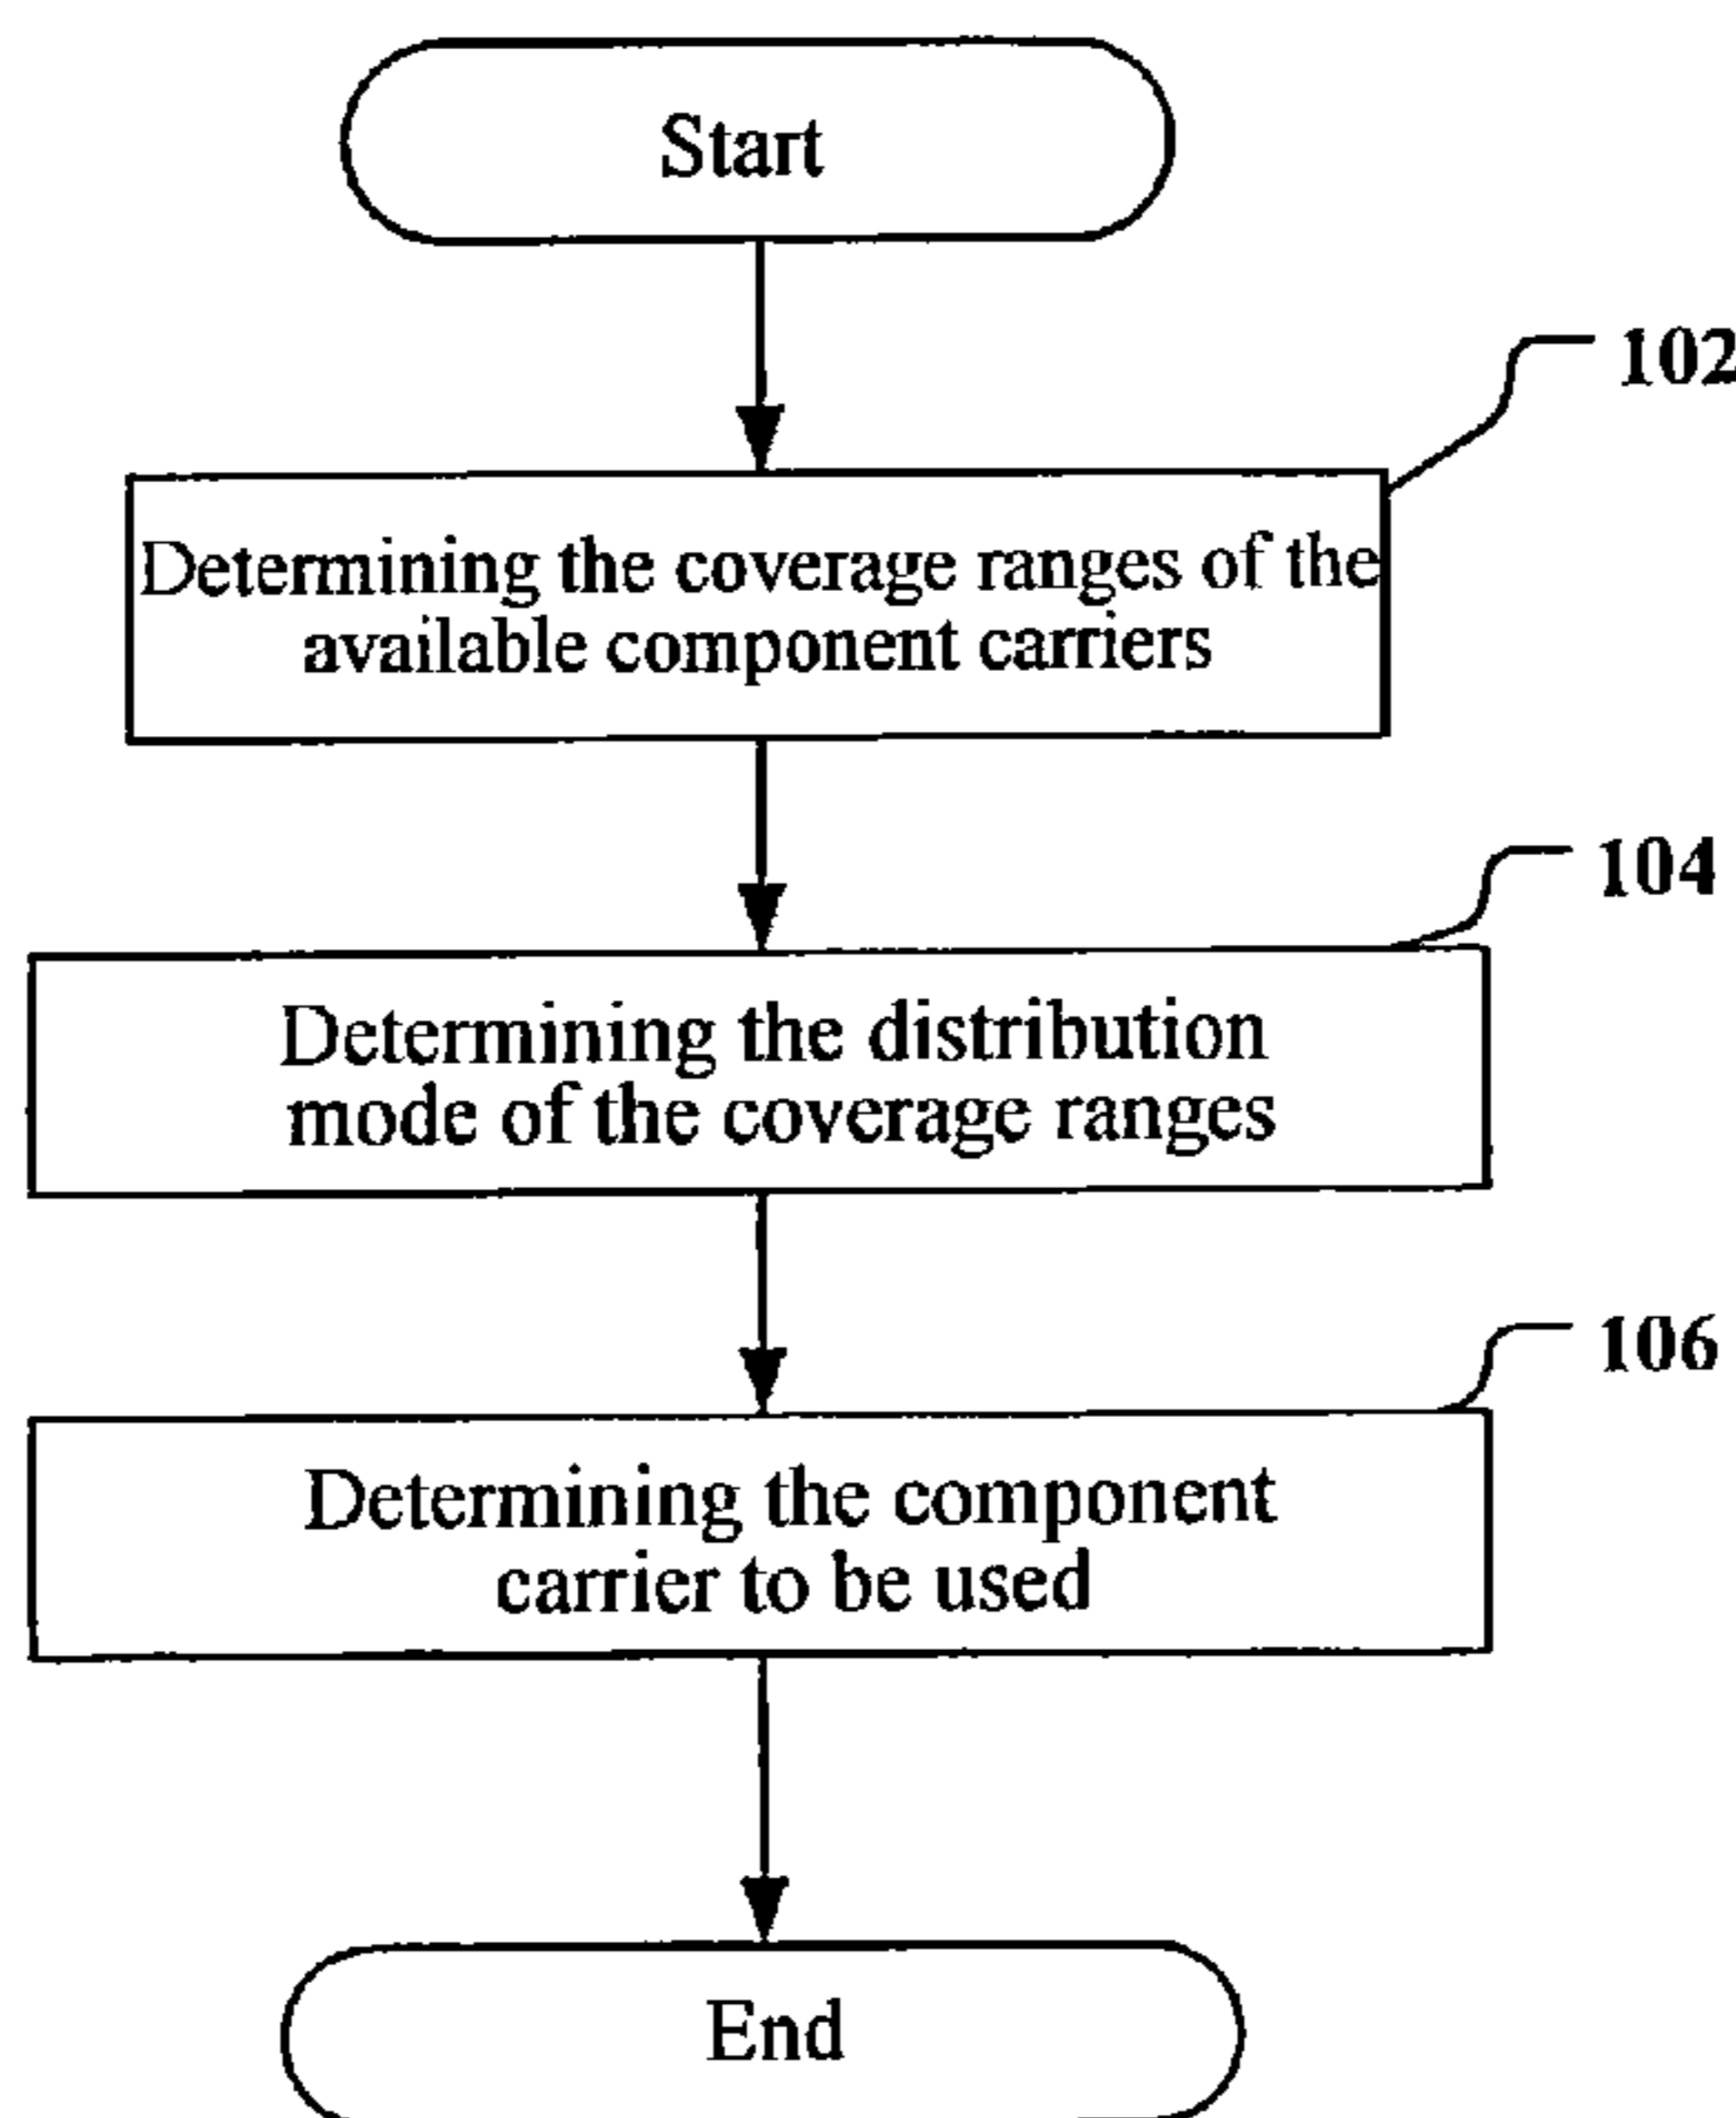 Start
102
Determining the coverage ranges of the
available component carriers
104
Determining the distribution
mode of the coverage ranges
106
Determining the component
carrier to be used
End